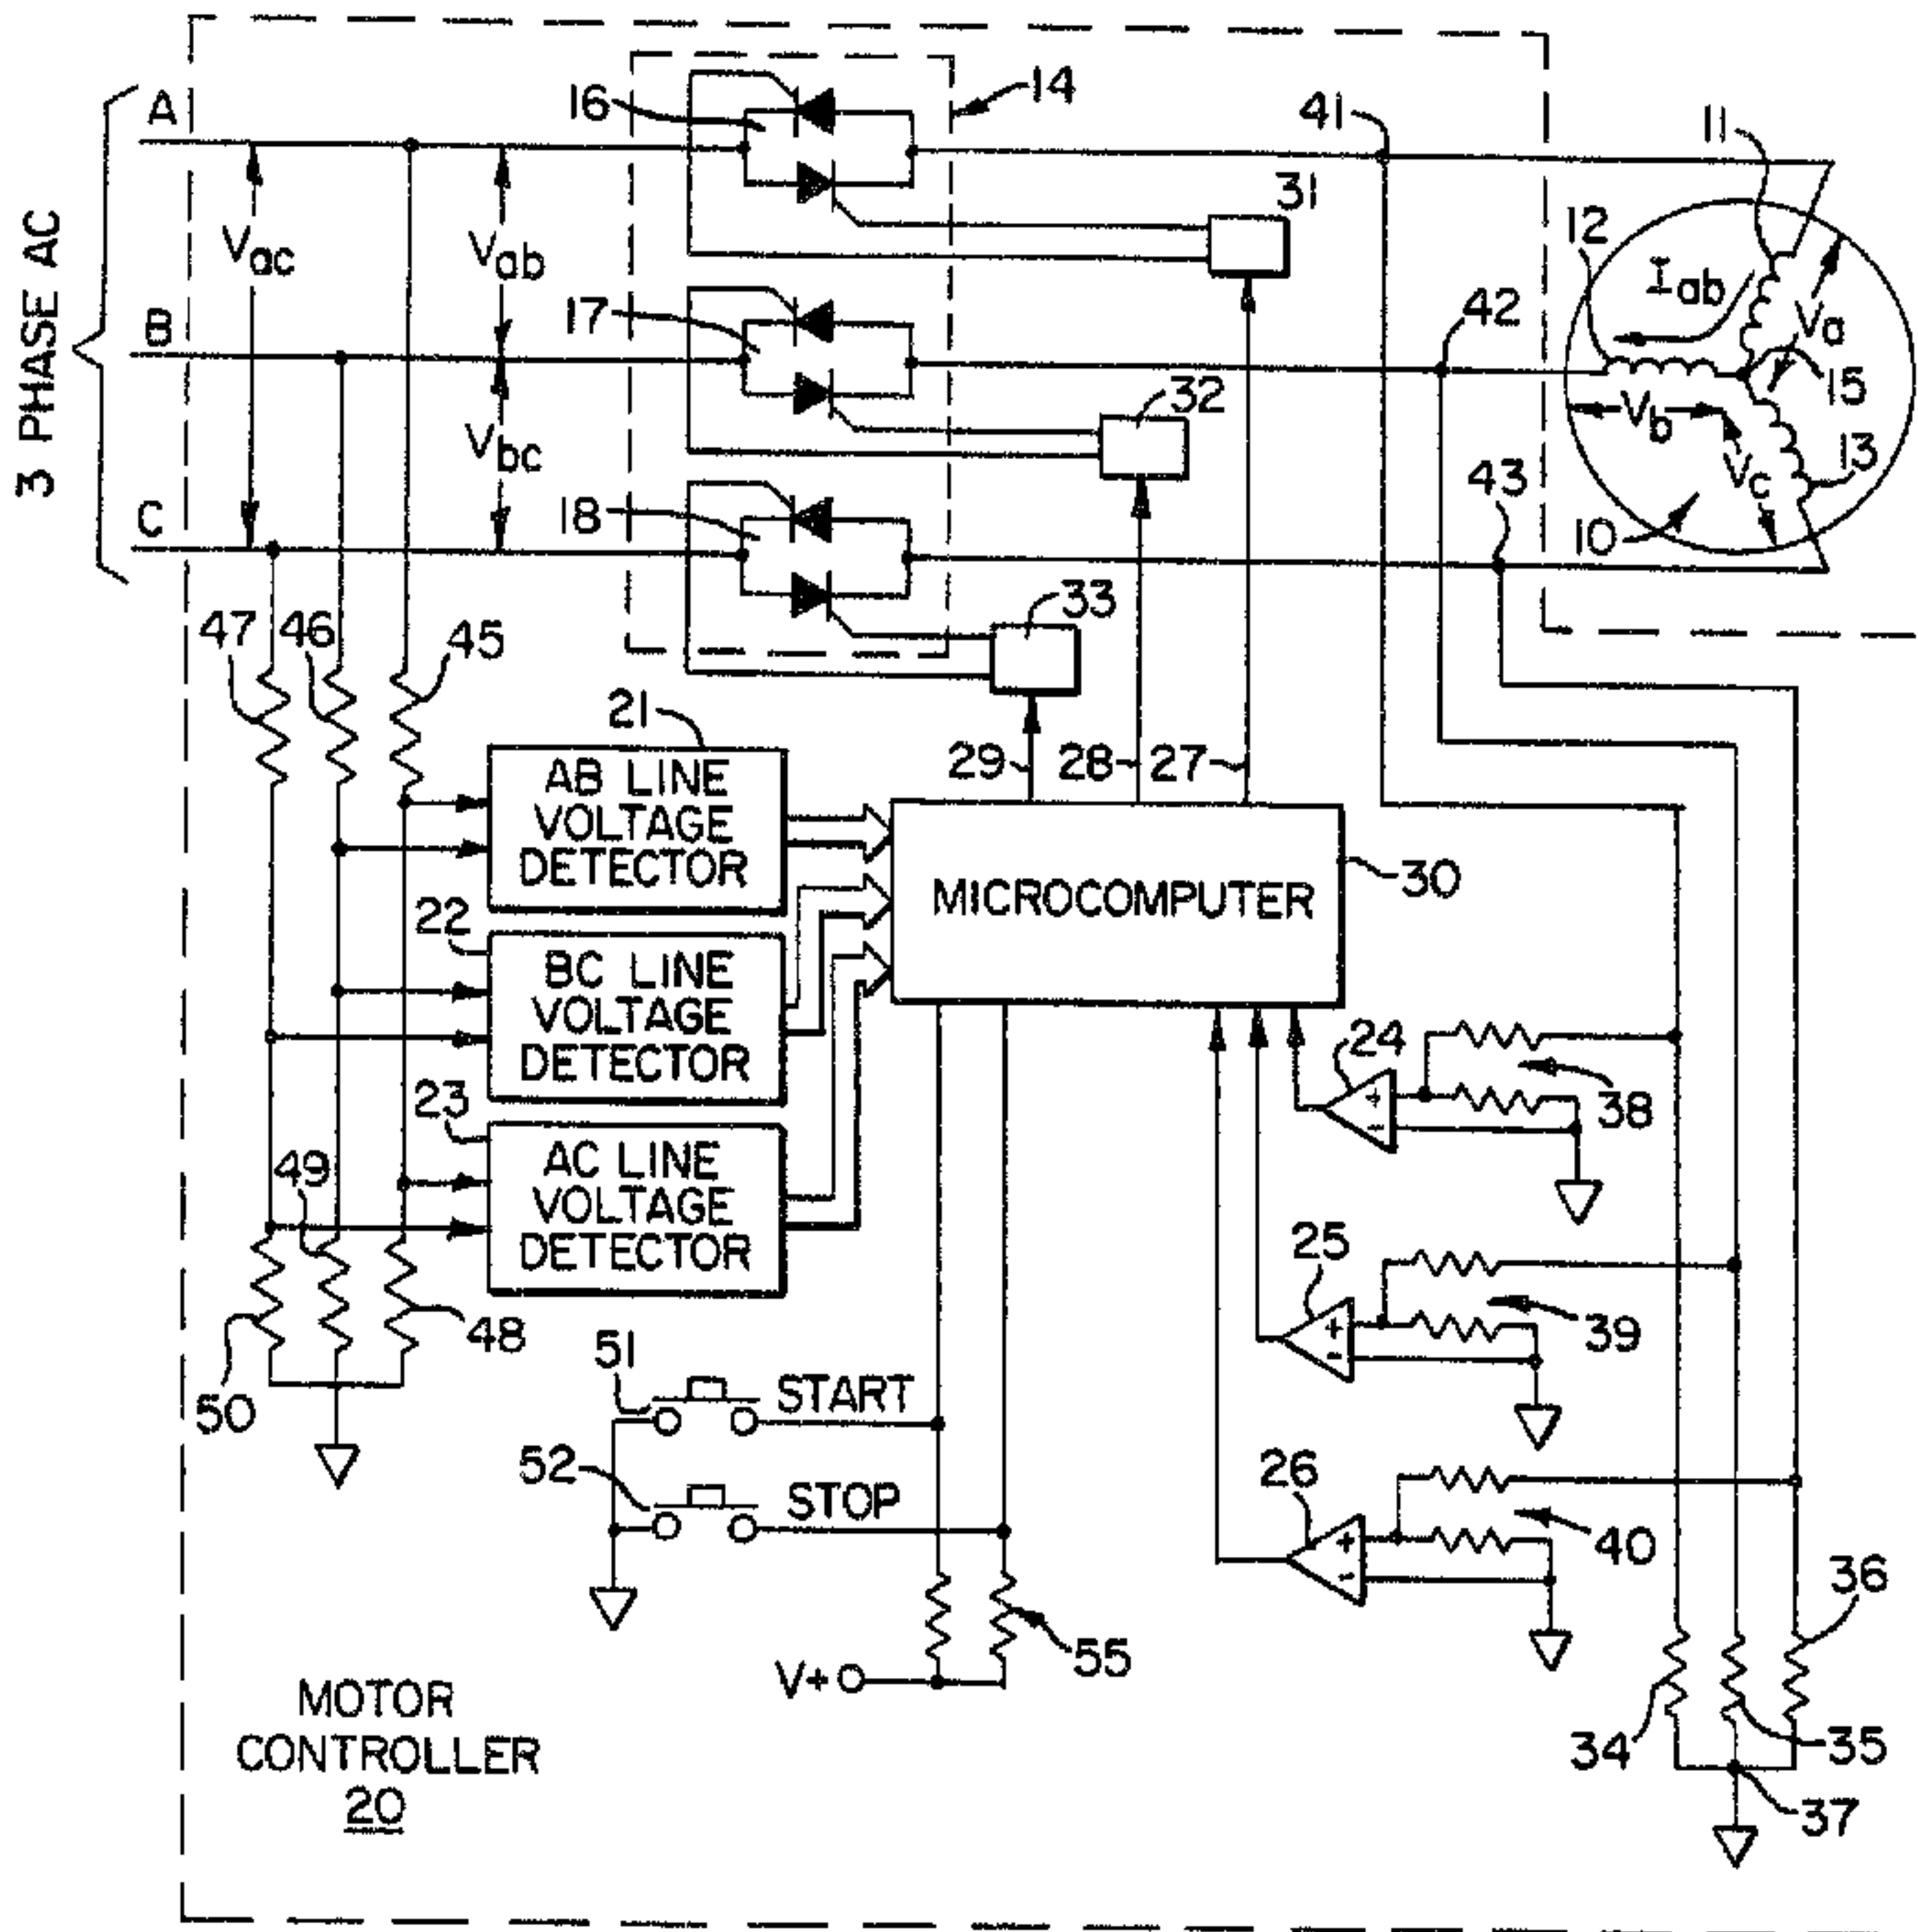 3 PHASE AC
A
B
C
Vac
Vab
Vbc
16
14
41
11
31
12
Iab
Va
17
42
15
32
Vb
13
Vc
43
18
10
33
47
46
45
21
AB LINE
VOLTAGE
DETECTOR
29
28
27
MICROCOMPUTER
30
22
BC LINE
VOLTAGE
DETECTOR
24
+
-
38
23
AC LINE
VOLTAGE
DETECTOR
49
25
+
-
39
48
50
51
START
52
STOP
26
+
-
40
36
55
V+
34
35
37
MOTOR
CONTROLLER
20